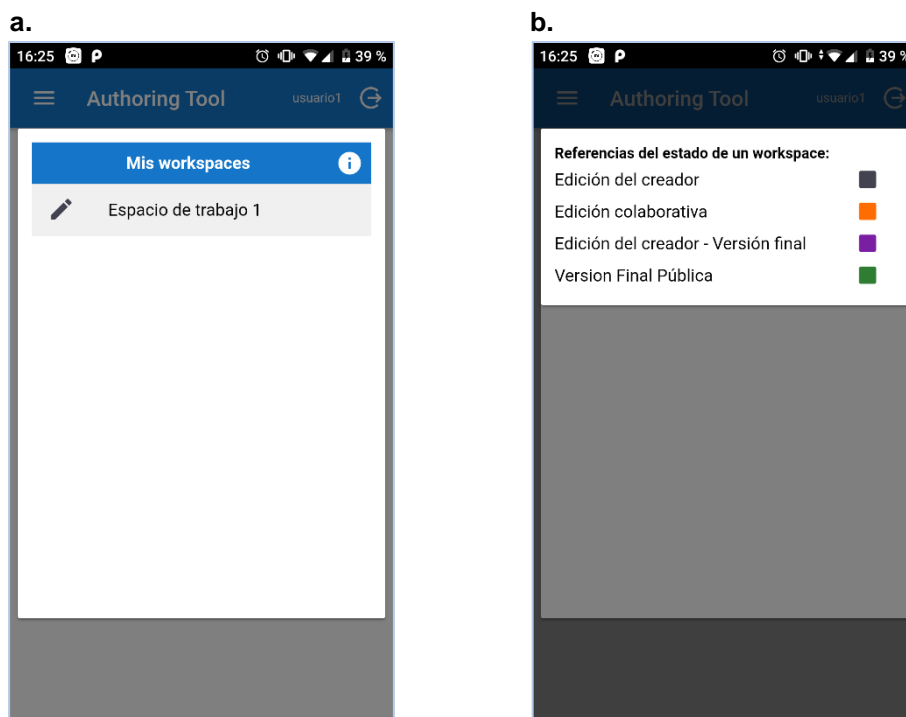 a.
16:25 39 %
Authoring Tool usuario1
Mis workspaces
Espacio de trabajo 1
b.
16:25 39 %
Authoring Tool usuario1
Referencias del estado de un workspace:
Edición del creador
Edición colaborativa
Edición del creador - Versión final
Version Final Pública